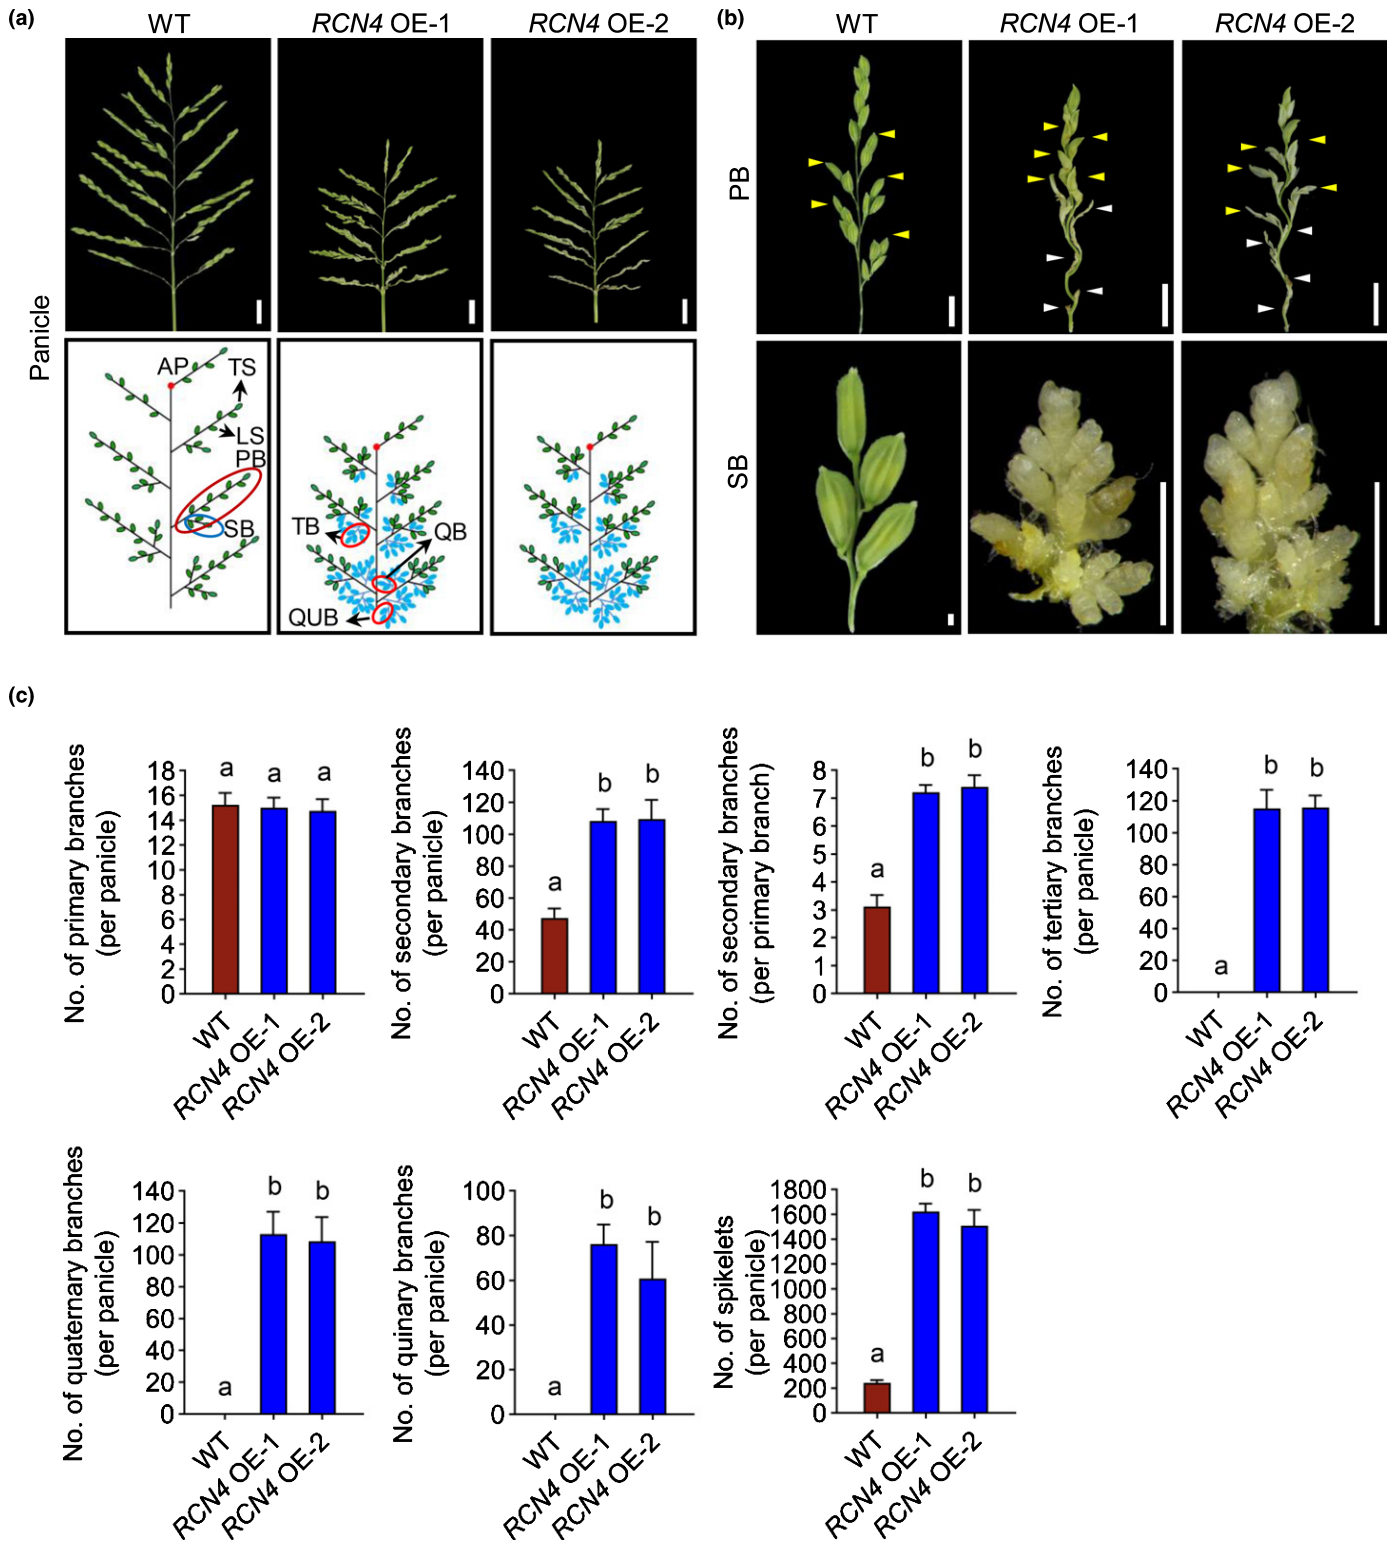 (a)
WT RCN4 OE-1 RCN4 OE-2
Panicle
AP
TS
LS
PB
SB
TB
QB
QUB
(b)
WT RCN4 OE-1 RCN4 OE-2
PB
SB
(c)
No. of primary branches
(per panicle)
18
16
14
12
10
8
6
4
2
0
a a a
WT
RCN4 OE-1
RCN4 OE-2
No. of secondary branches
(per panicle)
140
120
100
80
60
40
20
0
a b b
WT
RCN4 OE-1
RCN4 OE-2
No. of secondary branches
(per primary branch)
8
7
6
5
4
3
2
1
0
a b b
WT
RCN4 OE-1
RCN4 OE-2
No. of tertiary branches
(per panicle)
140
120
100
80
60
40
20
0
a b b
WT
RCN4 OE-1
RCN4 OE-2
No. of quaternary branches
(per panicle)
140
120
100
80
60
40
20
0
a b b
WT
RCN4 OE-1
RCN4 OE-2
No. of quinary branches
(per panicle)
100
80
60
40
20
0
a b b
WT
RCN4 OE-1
RCN4 OE-2
No. of spikelets
(per panicle)
1800
1600
1400
1200
1000
800
600
400
200
0
a b b
WT
RCN4 OE-1
RCN4 OE-2